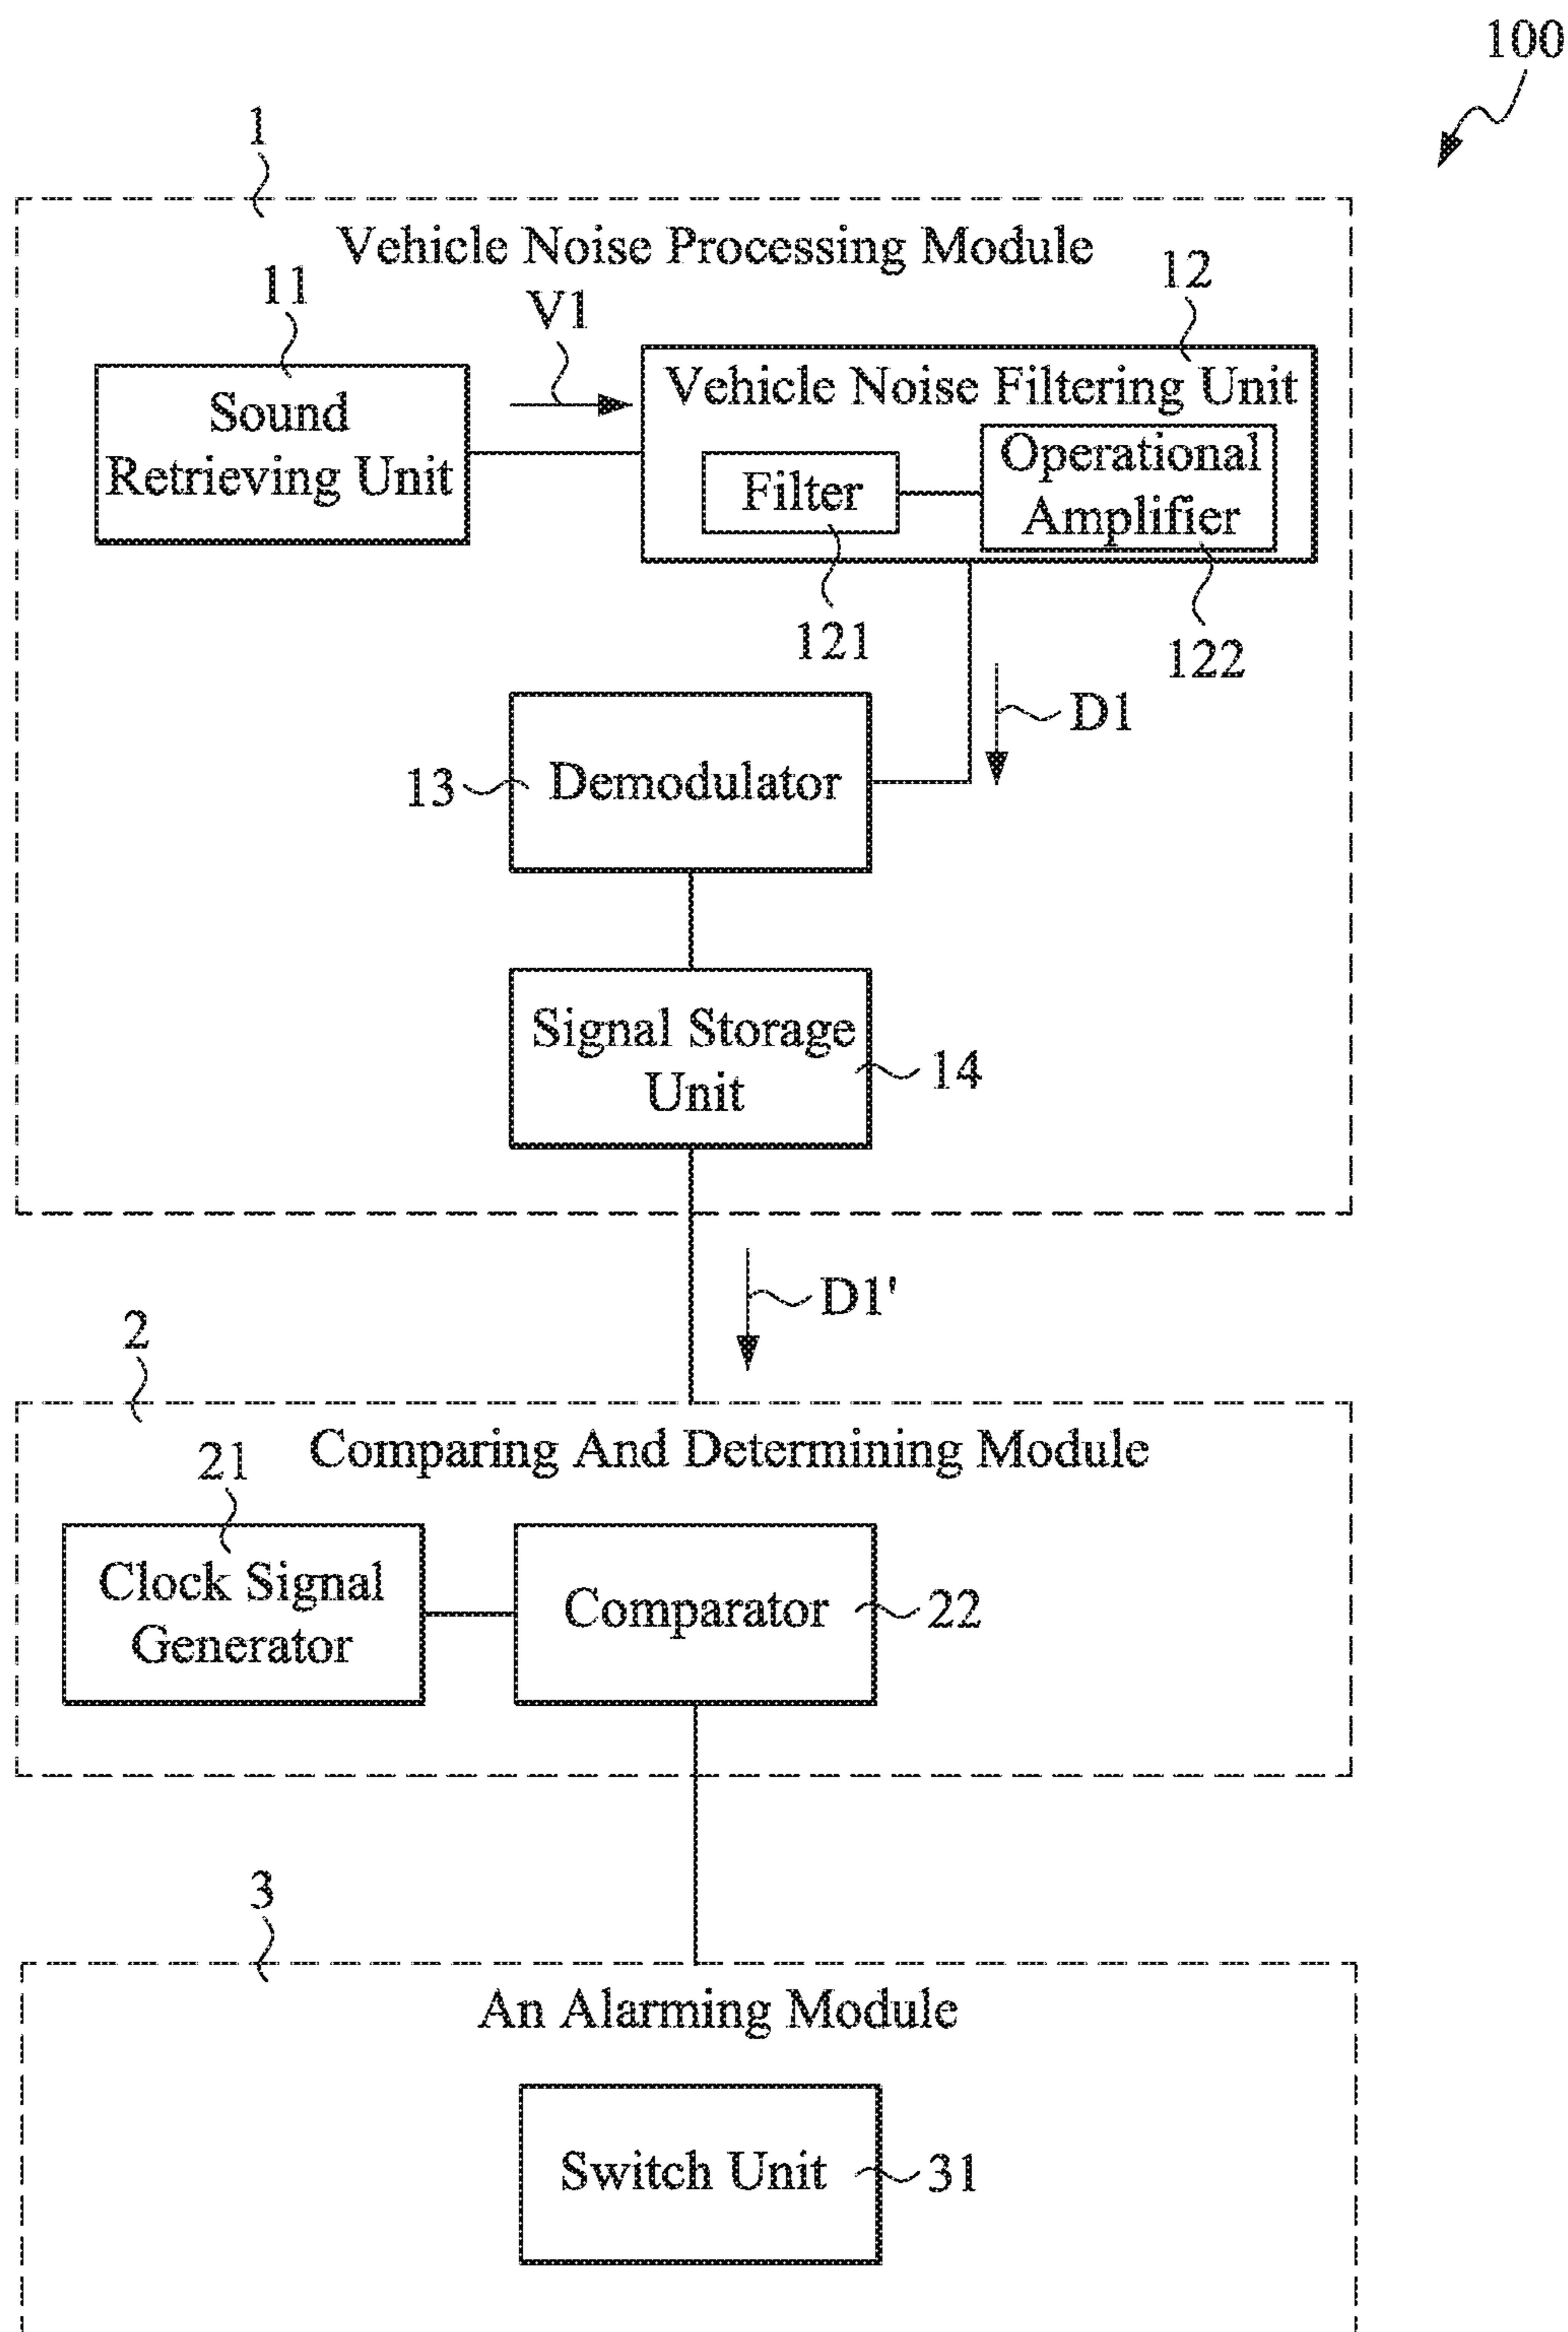 100
1
Vehicle Noise Processing Module
11
V1
12
Sound
Retrieving Unit
Vehicle Noise Filtering Unit
Filter
Operational
Amplifier
121
122
D1
13
Demodulator
Signal Storage
Unit
14
D1'
2
Comparing And Determining Module
21
Clock Signal
Generator
Comparator
22
3
An Alarming Module
Switch Unit
31